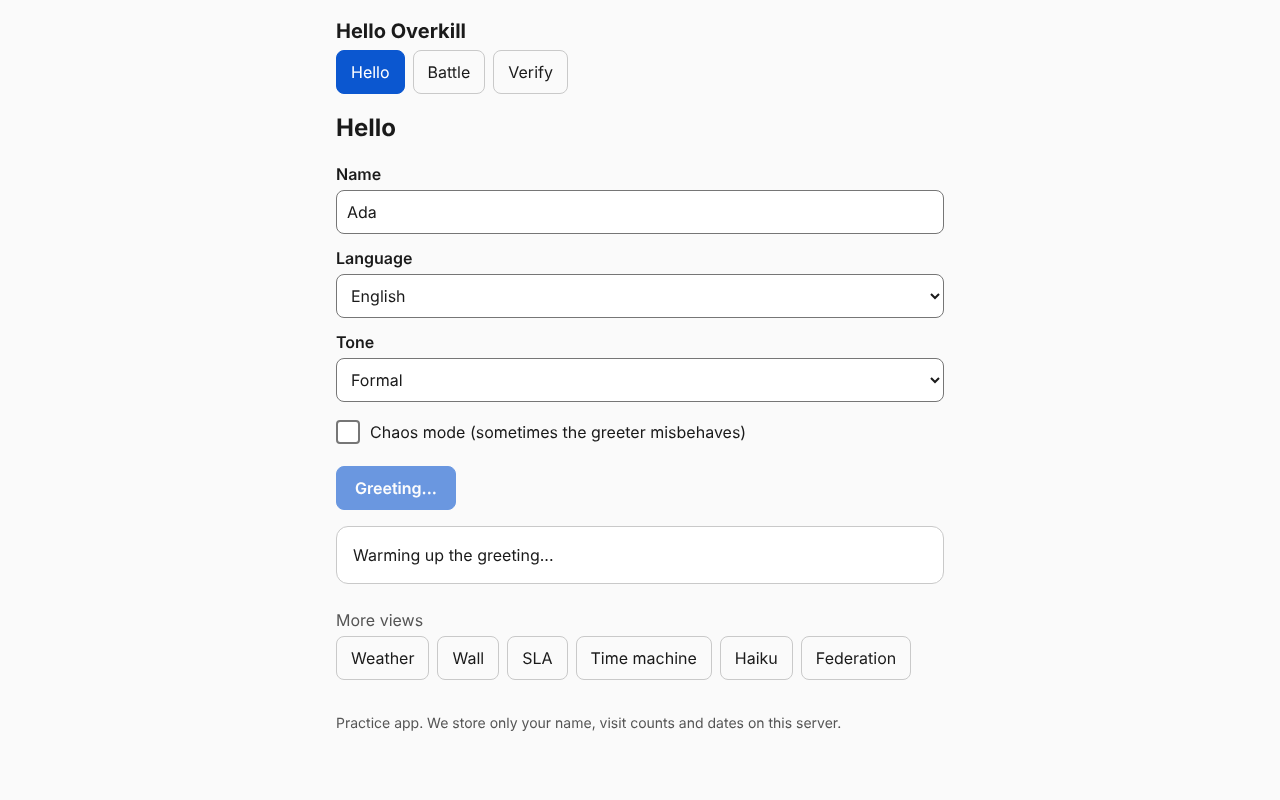 Hello Overkill
Hello Battle Verify
Hello
Name
Ada
Language
English
Tone
Formal
Chaos mode (sometimes the greeter misbehaves)
Greeting…
Warming up the greeting…
More views
Weather Wall SLA Time machine Haiku Federation
Practice app. We store only your name, visit counts and dates on this server.